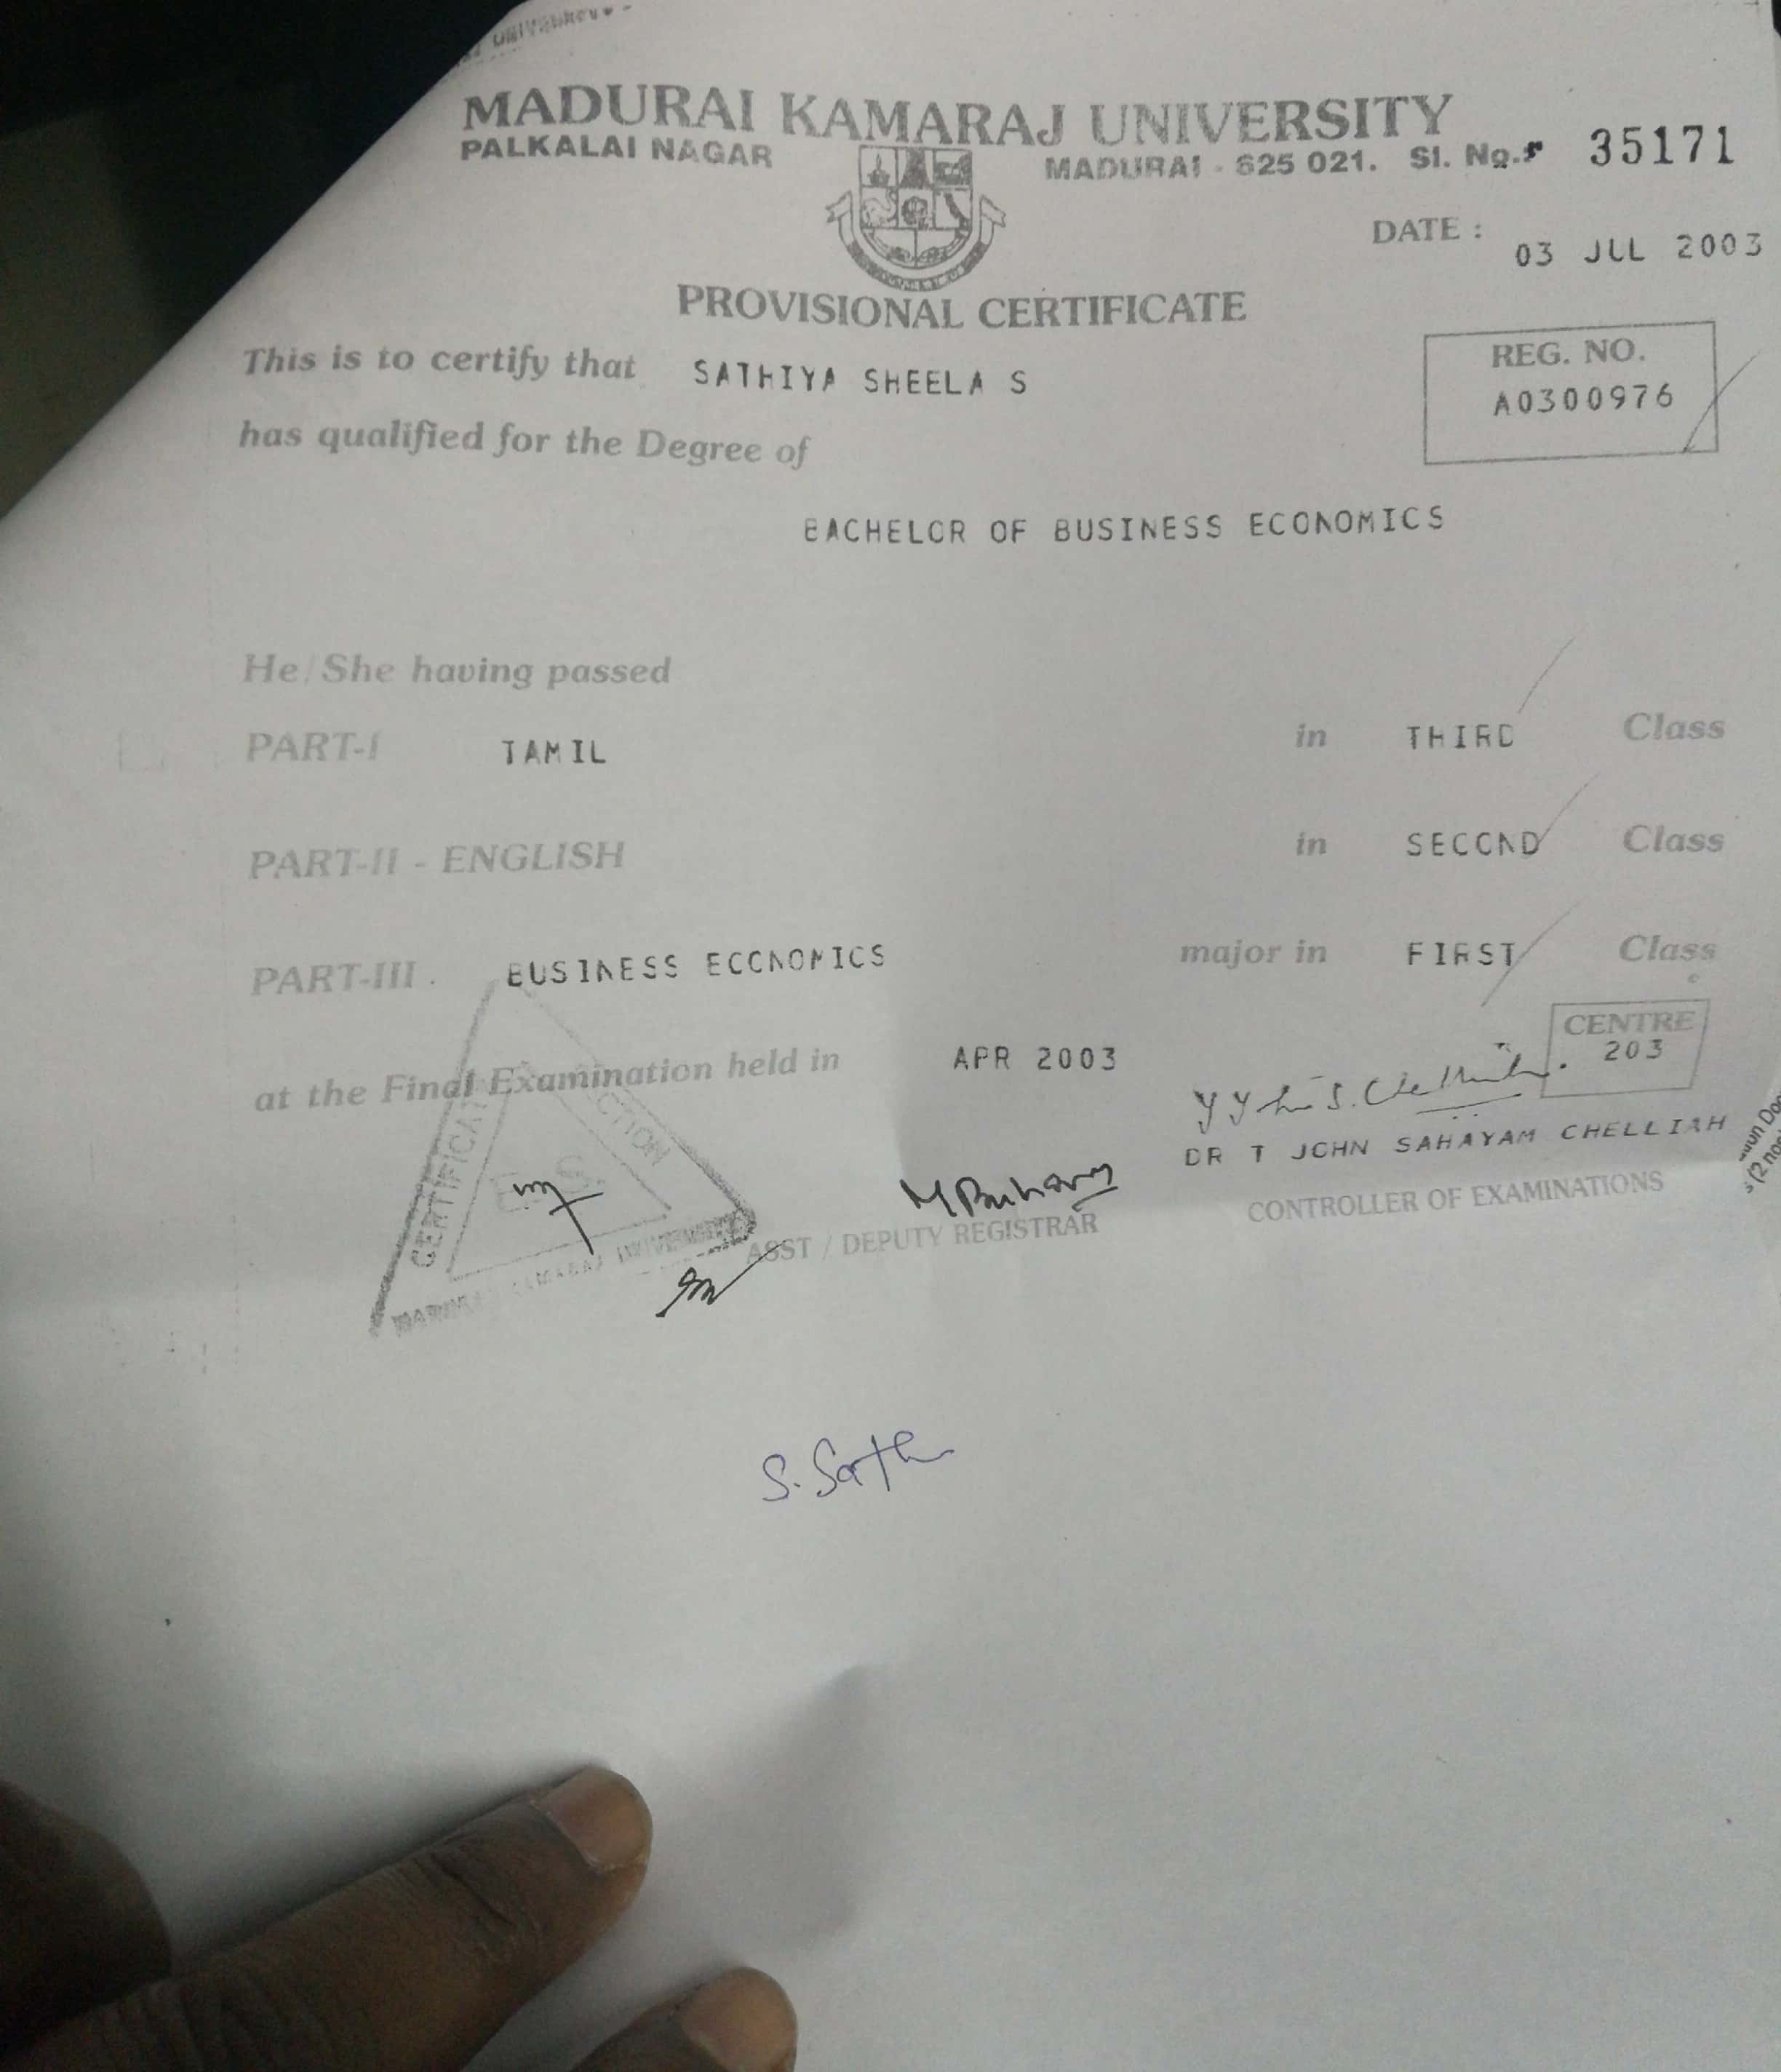 MADURAI KAMARAJ UNIVERSITY
PALKALAI NAGAR MADURAI - 625 021. Sl. No. 35171
DATE : 03 JUL 2003
PROVISIONAL CERTIFICATE
This is to certify that SATHIYA SHEELA S
REG. NO.
A0300976
has qualified for the Degree of
BACHELOR OF BUSINESS ECONOMICS
He/She having passed
PART-I TAMIL in THIRD Class
PART-II - ENGLISH in SECOND Class
PART-III. BUSINESS ECONOMICS major in FIRST Class
CENTRE
203
at the Final Examination held in APR 2003
DR T JOHN SAHAYAM CHELLIAH
CONTROLLER OF EXAMINATIONS
ASST / DEPUTY REGISTRAR